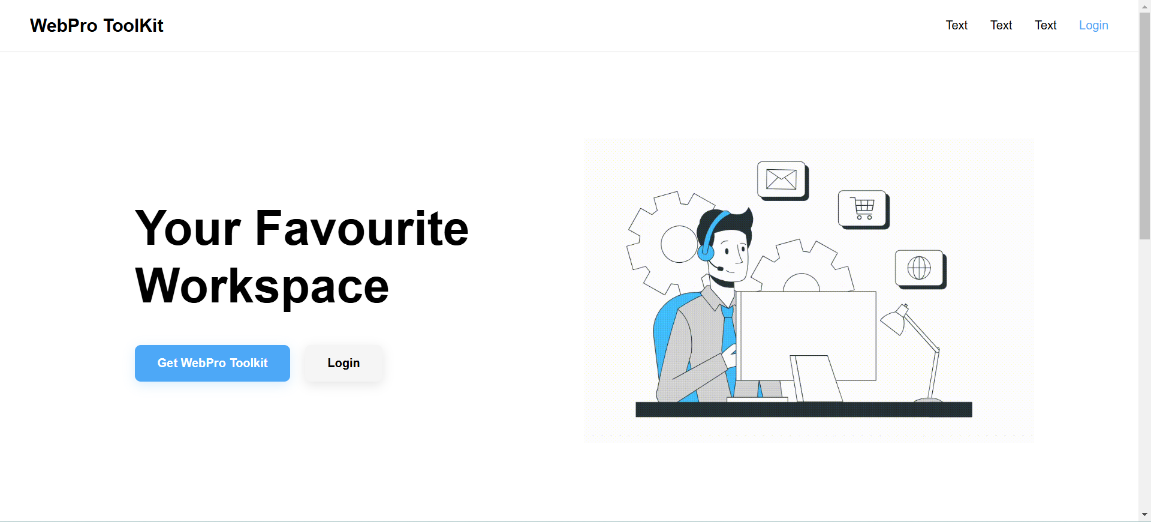 WebPro ToolKit
Text Text Text Login
Your Favourite
Workspace
Get WebPro Toolkit
Login